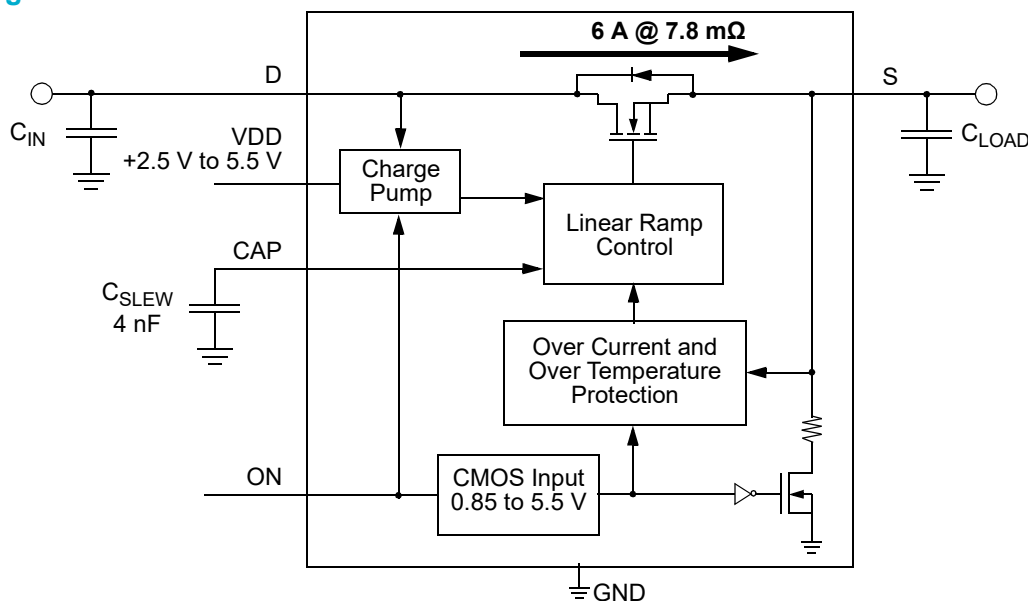 6 A @ 7.8 mΩ
D
S
CIN
VDD
+2.5 V to 5.5 V
CLOAD
Charge
Pump
Linear Ramp
Control
CAP
CSLEW
4 nF
Over Current and
Over Temperature
Protection
ON
CMOS Input
0.85 to 5.5 V
GND